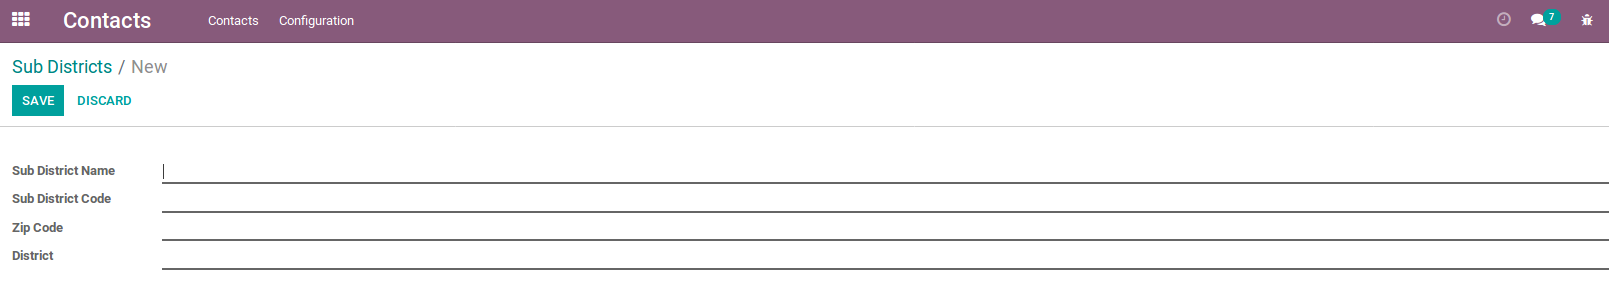 Contacts Contacts Configuration 7
Sub Districts / New
SAVE DISCARD
Sub District Name
Sub District Code
Zip Code
District